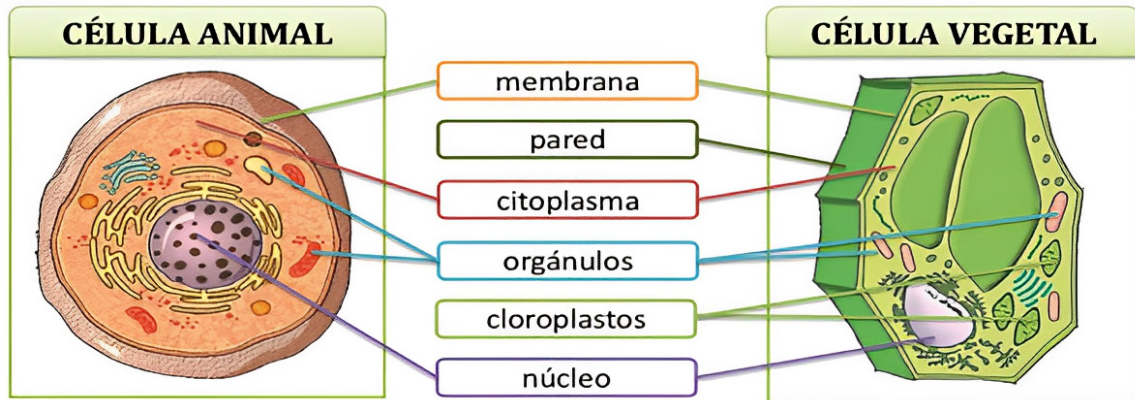 CÉLULA ANIMAL
CÉLULA VEGETAL
membrana
pared
citoplasma
orgánulos
cloroplastos
núcleo